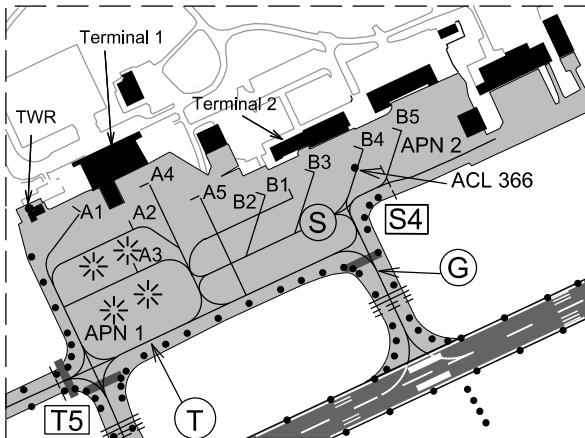 Terminal 1
TWR
Terminal 2
B5
APN 2
B4
A4
B3
ACL 366
A5
B1
B2
A1
A2
S
S4
A3
G
APN 1
T5
T